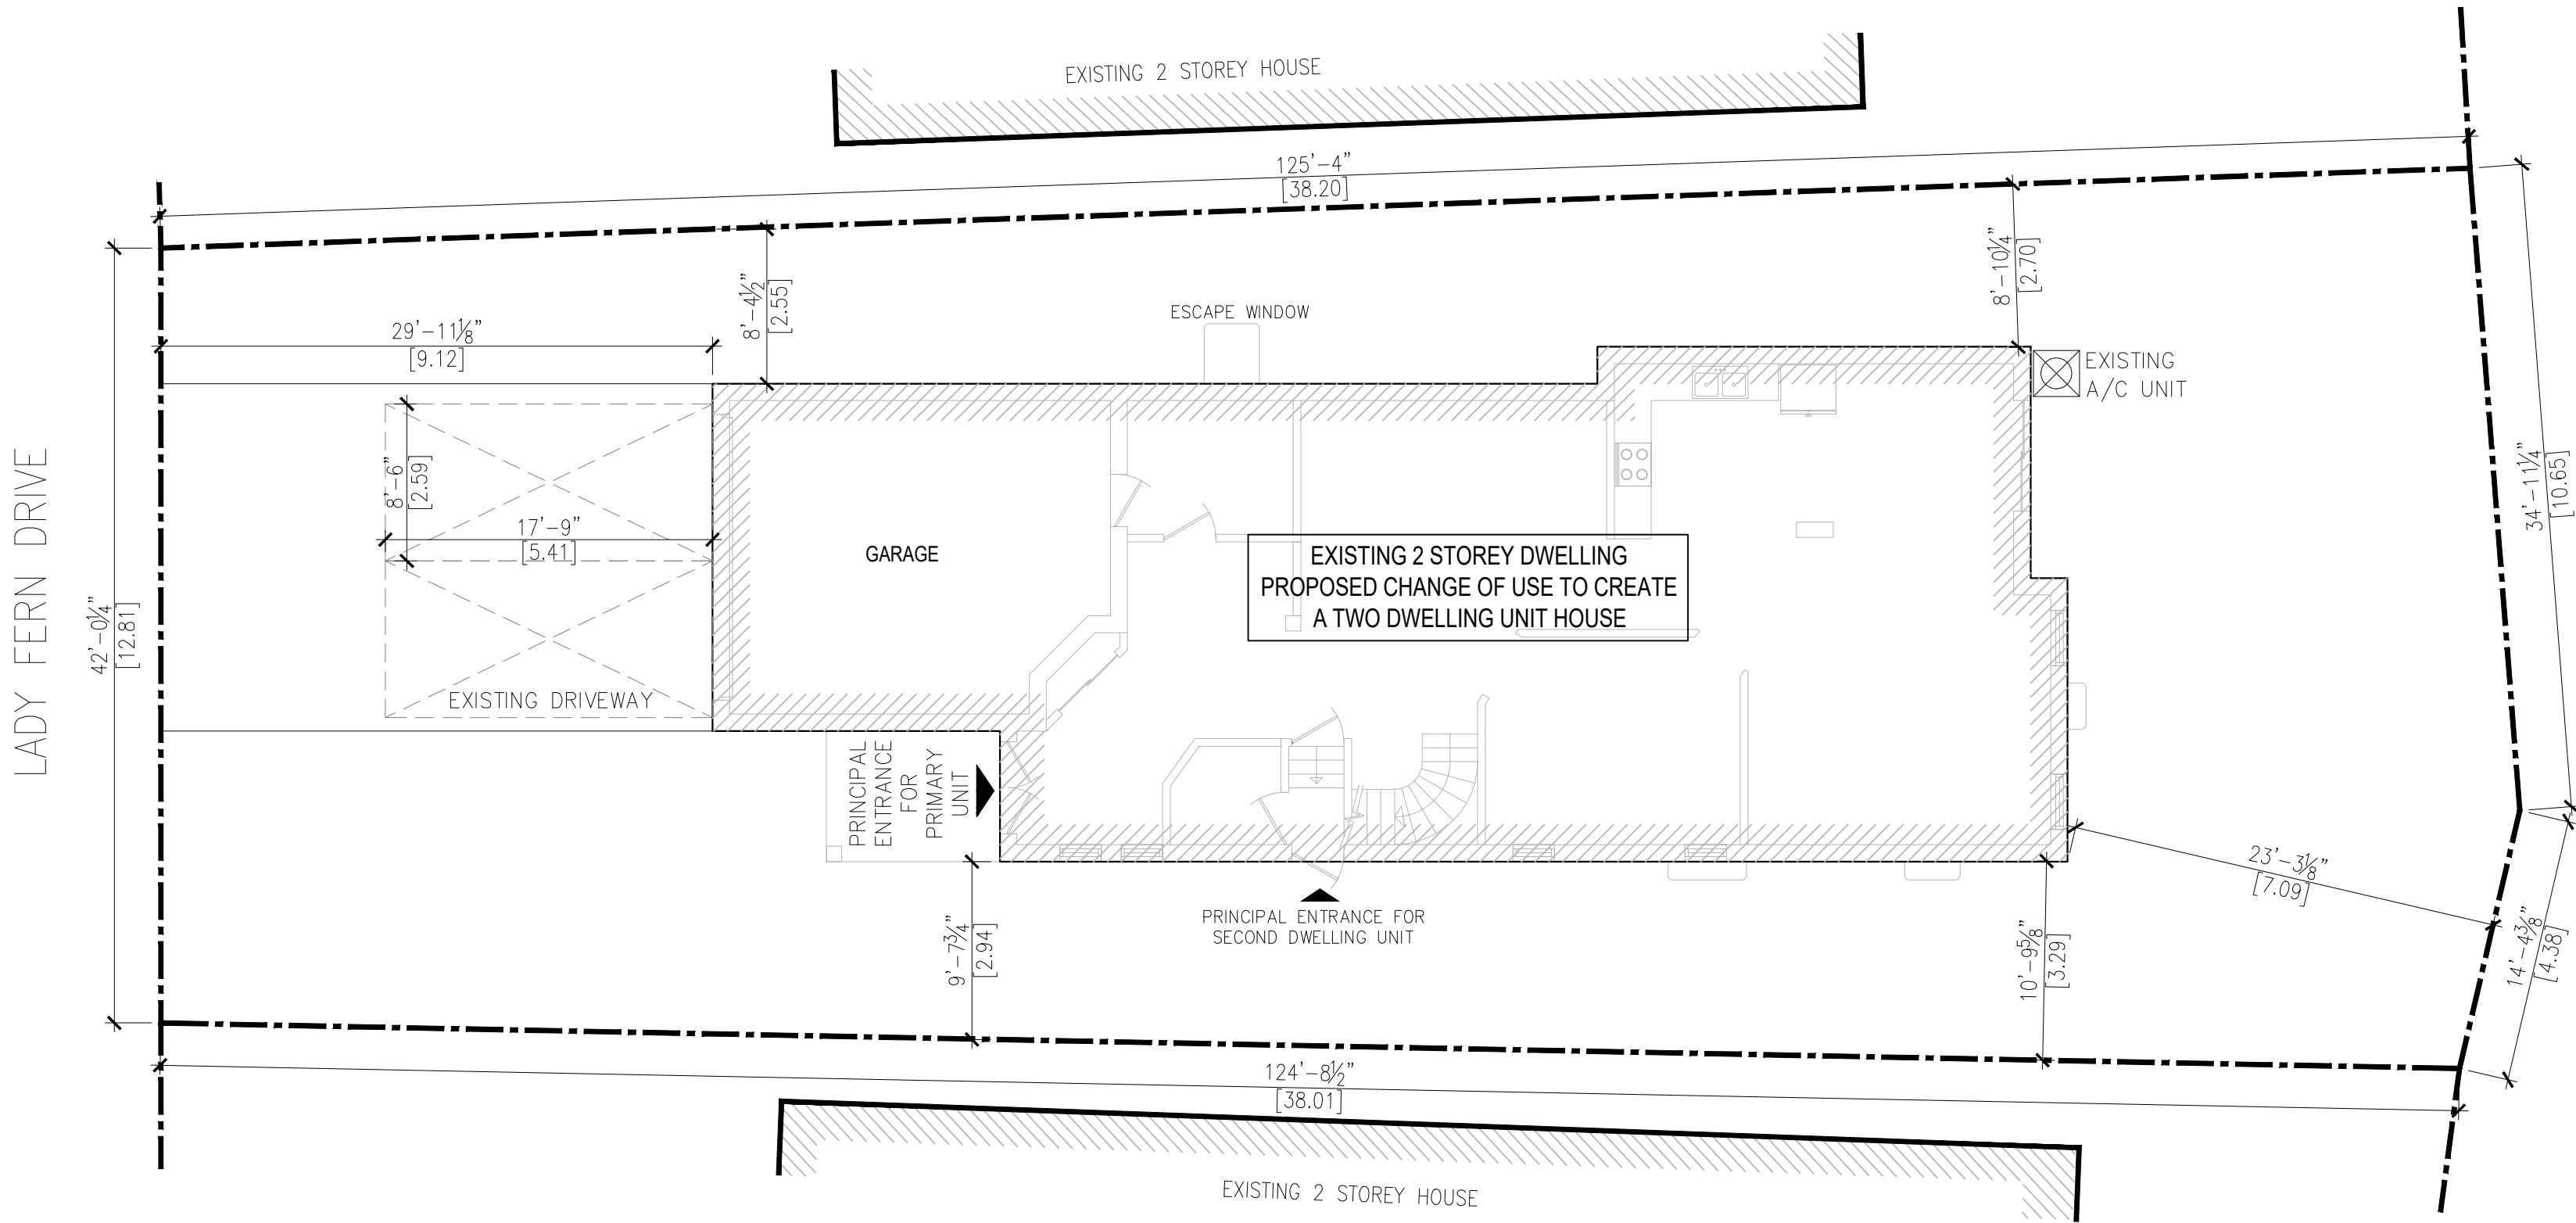 EXISTING 2 STOREY HOUSE
125'-4"
[38.20]
8'-4½"
[2.55]
8'-10¼"
[2.70]
29'-11⅛"
[9.12]
ESCAPE WINDOW
EXISTING
A/C UNIT
LADY FERN DRIVE
42'-0¼"
[12.81]
8'-6"
[2.59]
17'-9"
[5.41]
EXISTING DRIVEWAY
GARAGE
EXISTING 2 STOREY DWELLING
PROPOSED CHANGE OF USE TO CREATE
A TWO DWELLING UNIT HOUSE
34'-11¼"
[10.65]
PRINCIPAL
ENTRANCE
FOR
PRIMARY
UNIT
PRINCIPAL ENTRANCE FOR
SECOND DWELLING UNIT
9'-7¾"
[2.94]
10'-9⅝"
[3.29]
23'-3⅛"
[7.09]
14'-4⅜"
[4.38]
124'-8½"
[38.01]
EXISTING 2 STOREY HOUSE